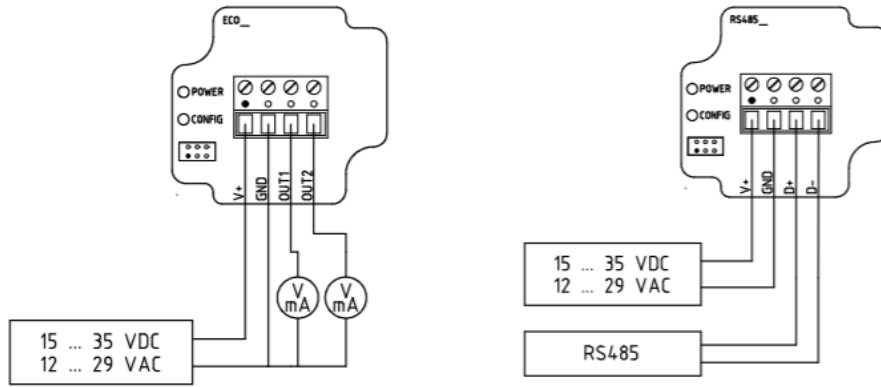 ECO_
POWER
CONFIG
V+
GND
OUT1
OUT2
V
mA
V
mA
15 ... 35 VDC
12 ... 29 VAC
RS485_
POWER
CONFIG
V+
GND
D+
D-
15 ... 35 VDC
12 ... 29 VAC
RS485